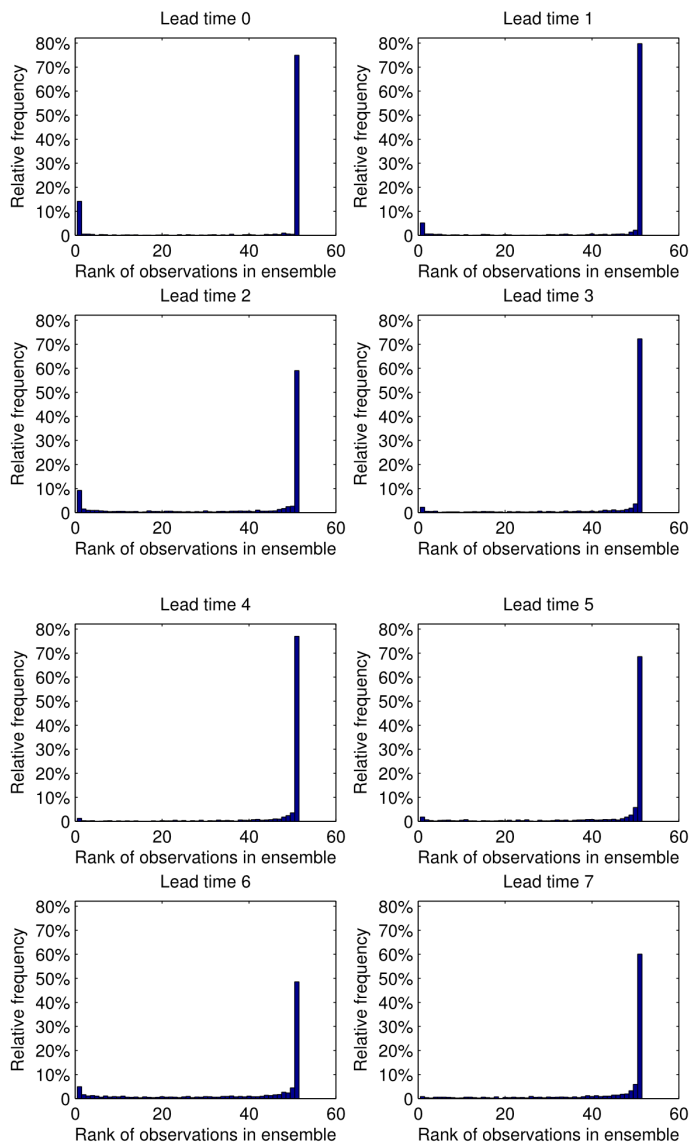 Lead time 0
Relative frequency
80%
70%
60%
50%
40%
30%
20%
10%
0
0 20 40 60
Rank of observations in ensemble
Lead time 1
Relative frequency
80%
70%
60%
50%
40%
30%
20%
10%
0
0 20 40 60
Rank of observations in ensemble
Lead time 2
Relative frequency
80%
70%
60%
50%
40%
30%
20%
10%
0
0 20 40 60
Rank of observations in ensemble
Lead time 3
Relative frequency
80%
70%
60%
50%
40%
30%
20%
10%
0
0 20 40 60
Rank of observations in ensemble
Lead time 4
Relative frequency
80%
70%
60%
50%
40%
30%
20%
10%
0
0 20 40 60
Rank of observations in ensemble
Lead time 5
Relative frequency
80%
70%
60%
50%
40%
30%
20%
10%
0
0 20 40 60
Rank of observations in ensemble
Lead time 6
Relative frequency
80%
70%
60%
50%
40%
30%
20%
10%
0
0 20 40 60
Rank of observations in ensemble
Lead time 7
Relative frequency
80%
70%
60%
50%
40%
30%
20%
10%
0
0 20 40 60
Rank of observations in ensemble